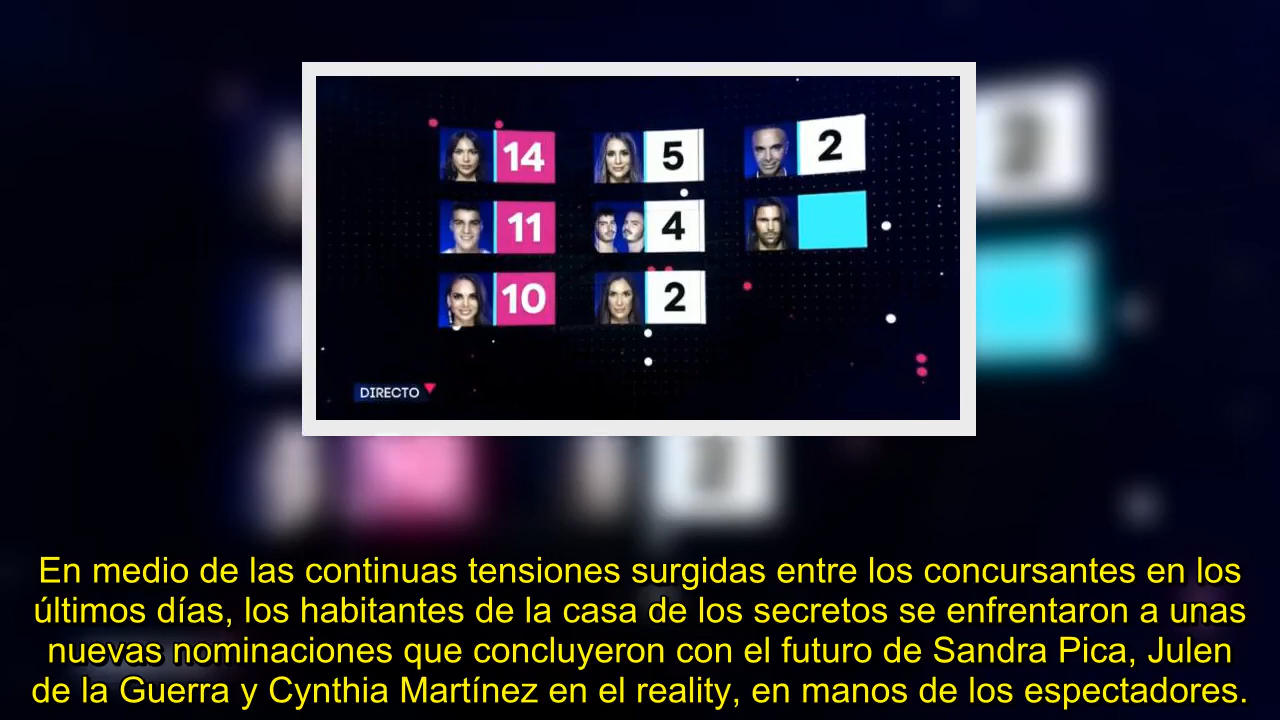 14 5 2
11 4
10 2
DIRECTO
En medio de las continuas tensiones surgidas entre los concursantes en los
últimos días, los habitantes de la casa de los secretos se enfrentaron a unas
nuevas nominaciones que concluyeron con el futuro de Sandra Pica, Julen
de la Guerra y Cynthia Martínez en el reality, en manos de los espectadores.